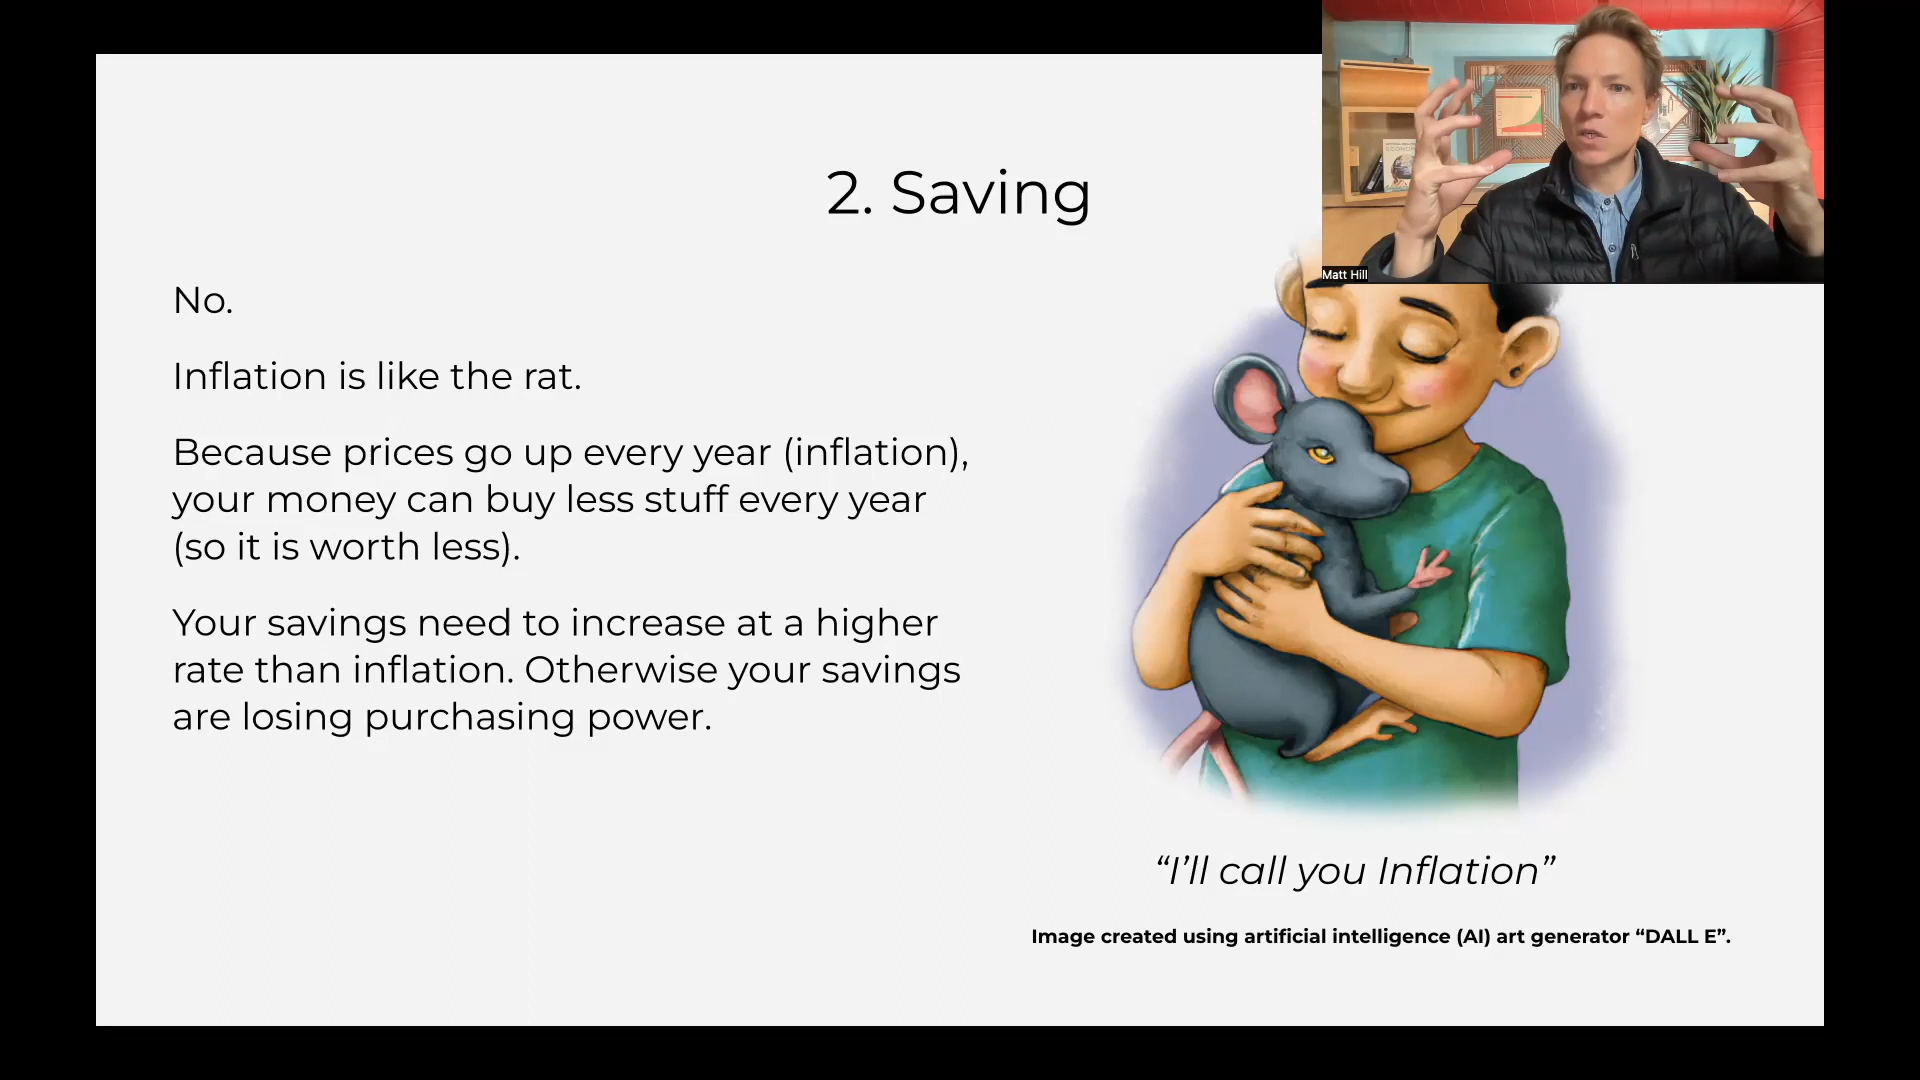 2. Saving
No.
Inflation is like the rat.
Because prices go up every year (inflation),
your money can buy less stuff every year
(so it is worth less).
Your savings need to increase at a higher
rate than inflation. Otherwise your savings
are losing purchasing power.
Matt Hill
“I’ll call you Inflation”
Image created using artificial intelligence (AI) art generator “DALL E”.